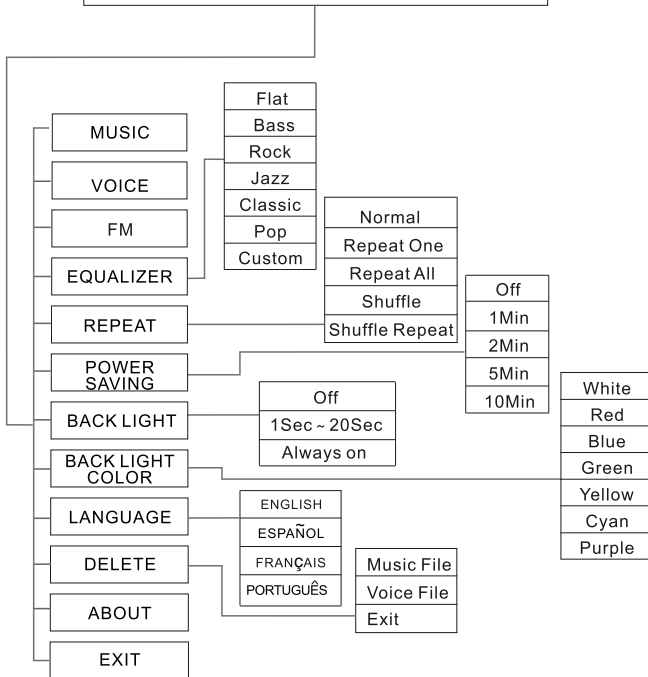 MUSIC
VOICE
FM
EQUALIZER
REPEAT
POWER
SAVING
BACK LIGHT
BACK LIGHT
COLOR
LANGUAGE
DELETE
ABOUT
EXIT
Flat
Bass
Rock
Jazz
Classic
Pop
Custom
Normal
Repeat One
Repeat All
Shuffle
Shuffle Repeat
Off
1Min
2Min
5Min
10Min
Off
1Sec ~ 20Sec
Always on
White
Red
Blue
Green
Yellow
Cyan
Purple
ENGLISH
ESPAÑOL
FRANÇAIS
PORTUGUÊS
Music File
Voice File
Exit